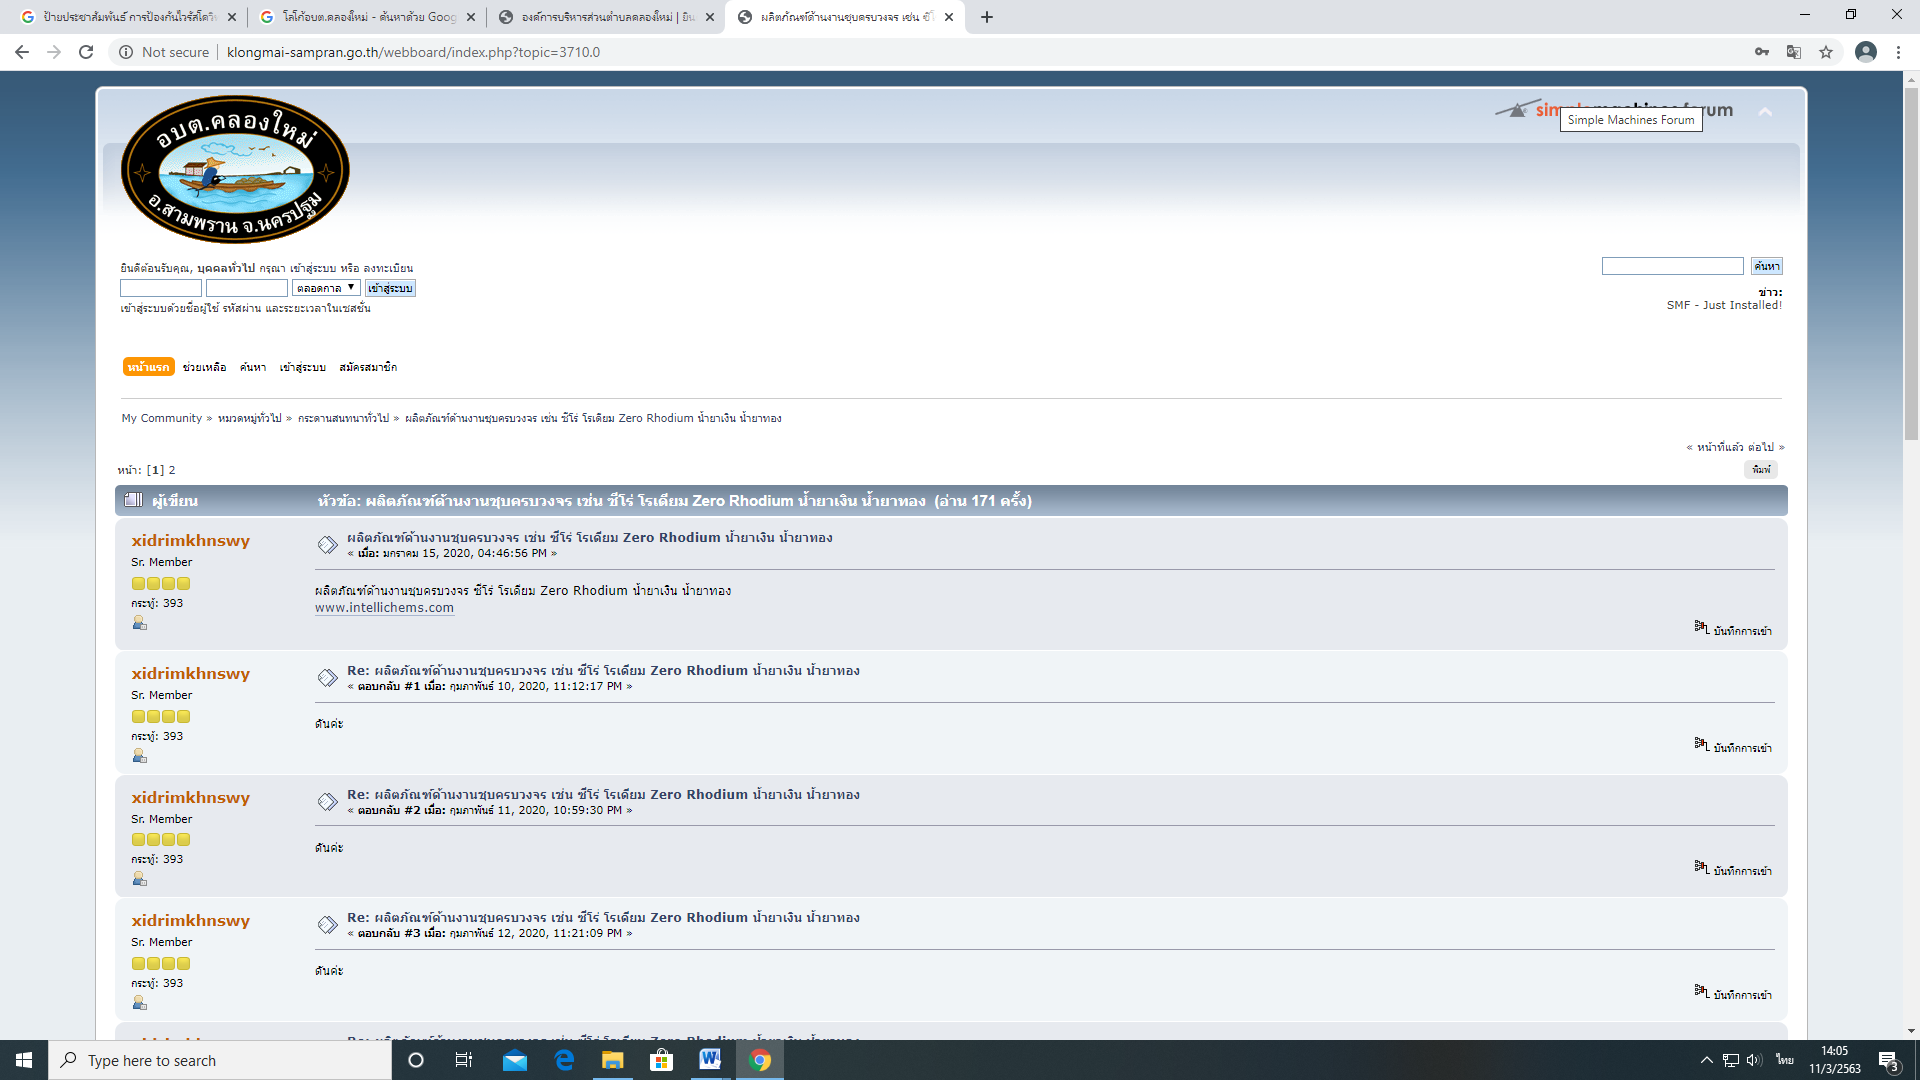 ป้ายประชาสัมพันธ์ การป้องกันไวรัสโควิ
โลโก้อบต.คลองใหม่ - ค้นหาด้วย Goog
องค์การบริหารส่วนตำบลคลองใหม่ | ยิน
ผลิตภัณฑ์ด้านงานชุบครบวงจร เช่น ซีโ
Not secure | klongmai-sampran.go.th/webboard/index.php?topic=3710.0
อบต.คลองใหม่
อ.สามพราน จ.นครปฐม
simplemachines forum
Simple Machines Forum
ยินดีต้อนรับคุณ, บุคคลทั่วไป กรุณา เข้าสู่ระบบ หรือ ลงทะเบียน
ตลอดกาล เข้าสู่ระบบ
เข้าสู่ระบบด้วยชื่อผู้ใช้ รหัสผ่าน และระยะเวลาในเซสชั่น
ค้นหา
ข่าว:
SMF - Just Installed!
หน้าแรก ช่วยเหลือ ค้นหา เข้าสู่ระบบ สมัครสมาชิก
My Community » หมวดหมู่ทั่วไป » กระดานสนทนาทั่วไป » ผลิตภัณฑ์ด้านงานชุบครบวงจร เช่น ซีโร่ โรเดียม Zero Rhodium น้ำยาเงิน น้ำยาทอง
« หน้าที่แล้ว ต่อไป »
หน้า: [1] 2
พิมพ์
ผู้เขียน หัวข้อ: ผลิตภัณฑ์ด้านงานชุบครบวงจร เช่น ซีโร่ โรเดียม Zero Rhodium น้ำยาเงิน น้ำยาทอง (อ่าน 171 ครั้ง)
xidrimkhnswy
Sr. Member
กระทู้: 393
ผลิตภัณฑ์ด้านงานชุบครบวงจร เช่น ซีโร่ โรเดียม Zero Rhodium น้ำยาเงิน น้ำยาทอง
« เมื่อ: มกราคม 15, 2020, 04:46:56 PM »
ผลิตภัณฑ์ด้านงานชุบครบวงจร ซีโร่ โรเดียม Zero Rhodium น้ำยาเงิน น้ำยาทอง
www.intellichems.com
บันทึกการเข้า
xidrimkhnswy
Sr. Member
กระทู้: 393
Re: ผลิตภัณฑ์ด้านงานชุบครบวงจร เช่น ซีโร่ โรเดียม Zero Rhodium น้ำยาเงิน น้ำยาทอง
« ตอบกลับ #1 เมื่อ: กุมภาพันธ์ 10, 2020, 11:12:17 PM »
ดันค่ะ
บันทึกการเข้า
xidrimkhnswy
Sr. Member
กระทู้: 393
Re: ผลิตภัณฑ์ด้านงานชุบครบวงจร เช่น ซีโร่ โรเดียม Zero Rhodium น้ำยาเงิน น้ำยาทอง
« ตอบกลับ #2 เมื่อ: กุมภาพันธ์ 11, 2020, 10:59:30 PM »
ดันค่ะ
บันทึกการเข้า
xidrimkhnswy
Sr. Member
กระทู้: 393
Re: ผลิตภัณฑ์ด้านงานชุบครบวงจร เช่น ซีโร่ โรเดียม Zero Rhodium น้ำยาเงิน น้ำยาทอง
« ตอบกลับ #3 เมื่อ: กุมภาพันธ์ 12, 2020, 11:21:09 PM »
ดันค่ะ
บันทึกการเข้า
Type here to search
ไทย
14:05
11/3/2563
3